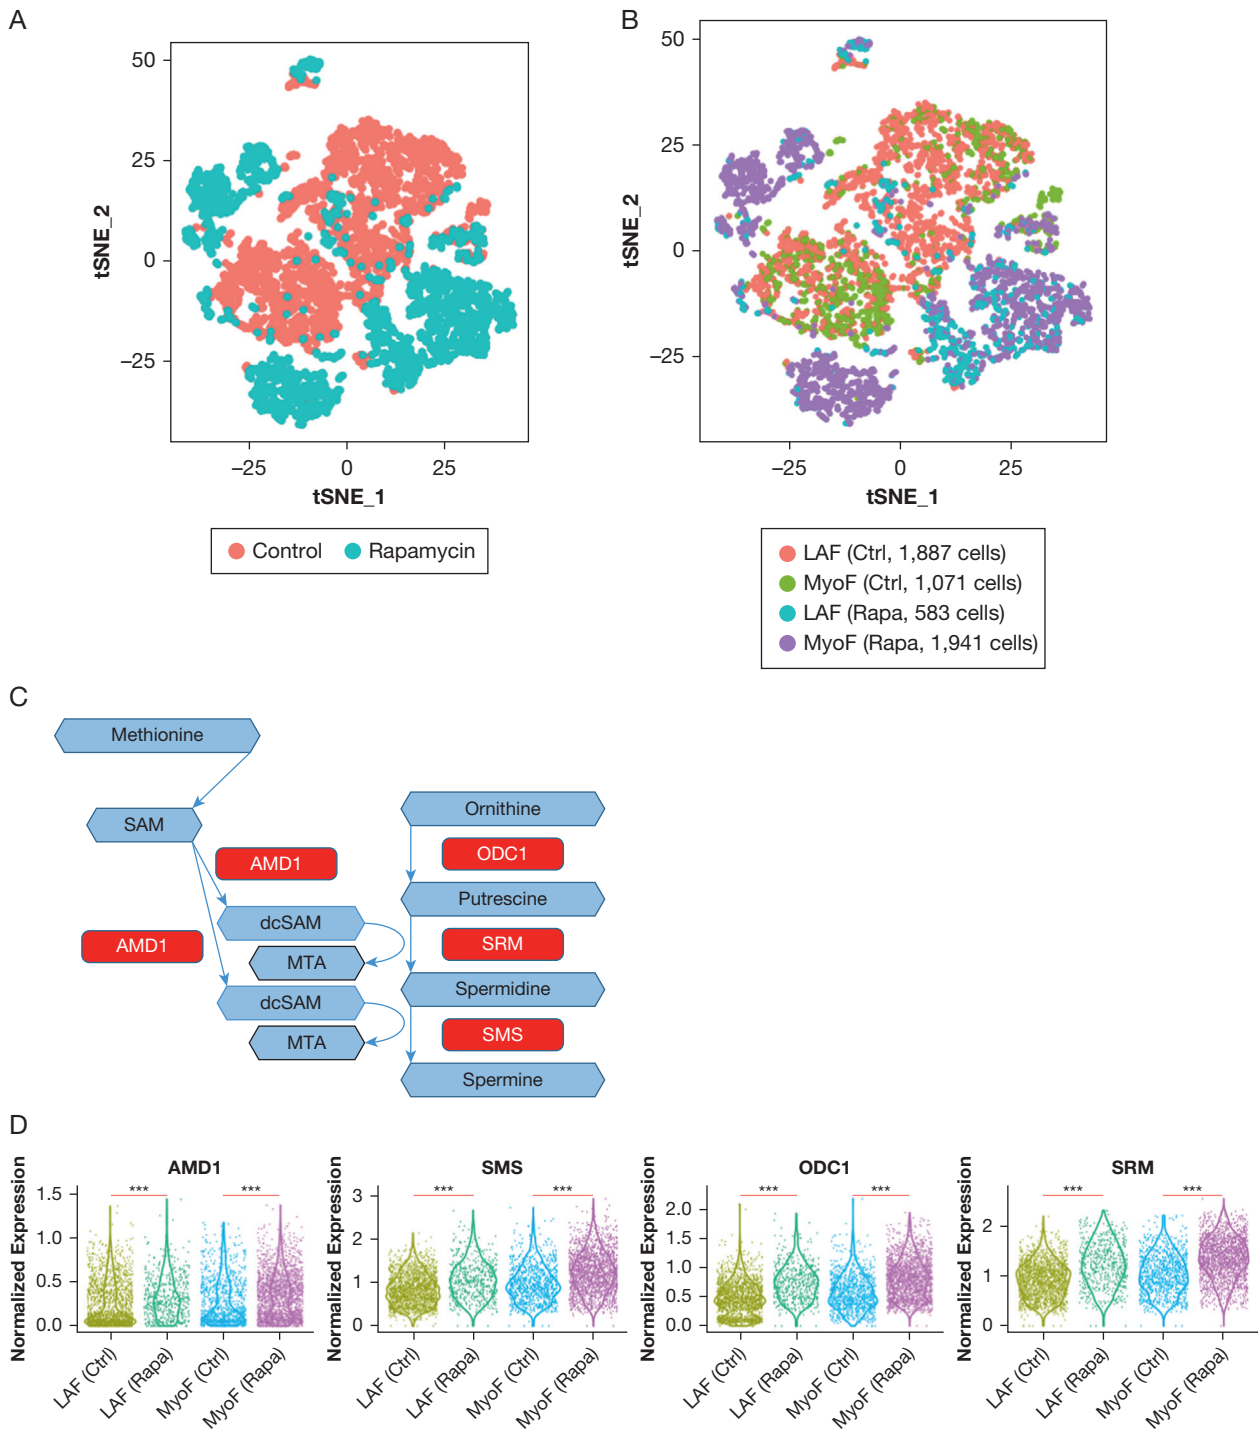 A
B
50
25
0
−25
tSNE_2
−25
0
25
tSNE_1
Control
Rapamycin
50
25
0
−25
tSNE_2
−25
0
25
tSNE_1
LAF (Ctrl, 1,887 cells)
MyoF (Ctrl, 1,071 cells)
LAF (Rapa, 583 cells)
MyoF (Rapa, 1,941 cells)
C
Methionine
SAM
AMD1
AMD1
dcSAM
MTA
dcSAM
MTA
Ornithine
ODC1
Putrescine
SRM
Spermidine
SMS
Spermine
D
AMD1
Normalized Expression
1.5
1.0
0.5
0.0
***
***
LAF (Ctrl)
LAF (Rapa)
MyoF (Ctrl)
MyoF (Rapa)
SMS
Normalized Expression
3
2
1
0
***
***
LAF (Ctrl)
LAF (Rapa)
MyoF (Ctrl)
MyoF (Rapa)
ODC1
Normalized Expression
2.0
1.5
1.0
0.5
0.0
***
***
LAF (Ctrl)
LAF (Rapa)
MyoF (Ctrl)
MyoF (Rapa)
SRM
Normalized Expression
2
1
0
***
***
LAF (Ctrl)
LAF (Rapa)
MyoF (Ctrl)
MyoF (Rapa)